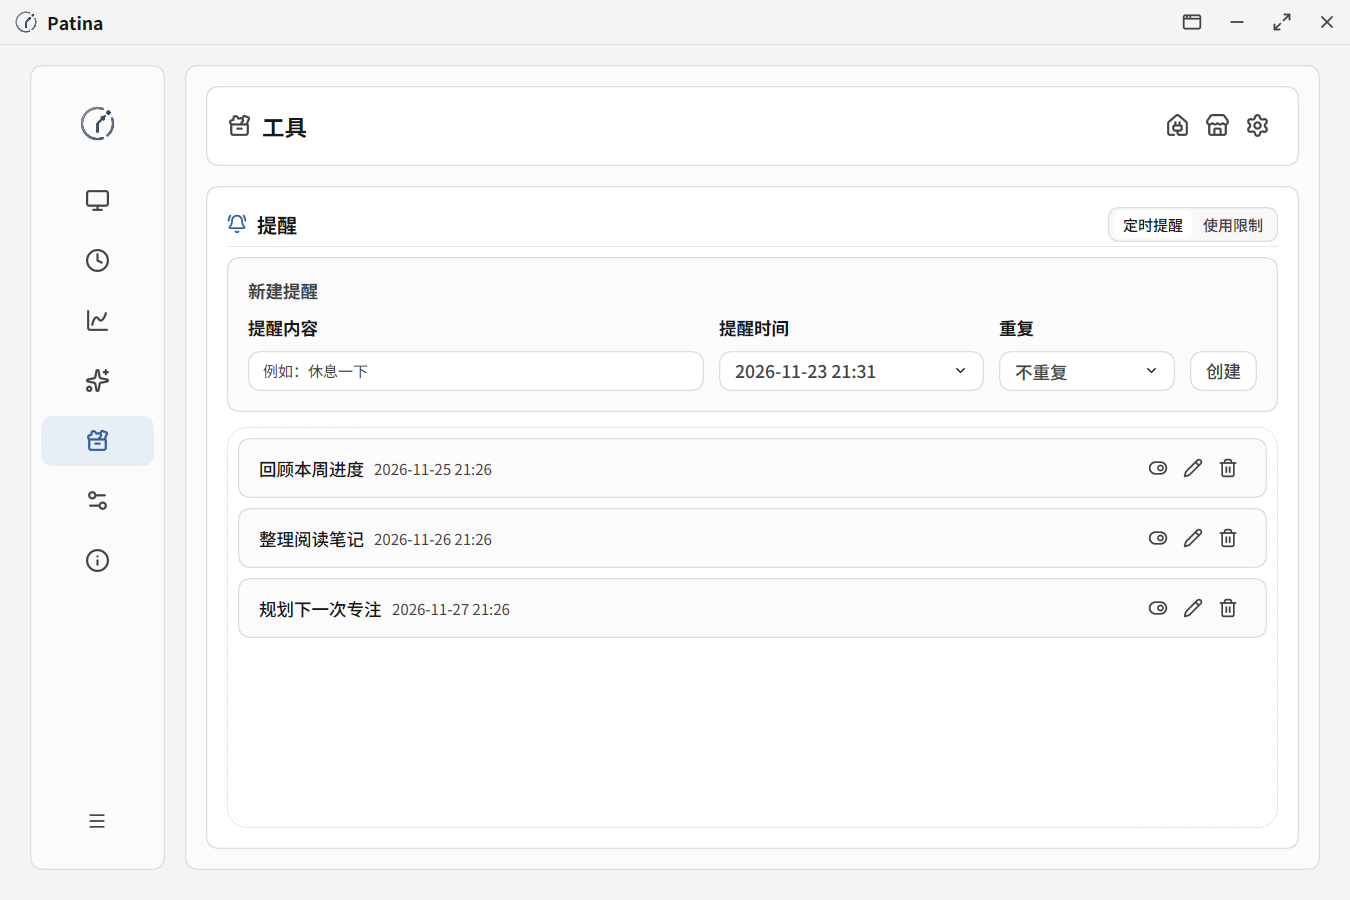 Patina
工具
提醒
定时提醒 使用限制
新建提醒
提醒内容 提醒时间 重复
例如：休息一下 2026-11-23 21:31 不重复 创建
回顾本周进度 2026-11-25 21:26
整理阅读笔记 2026-11-26 21:26
规划下一次专注 2026-11-27 21:26